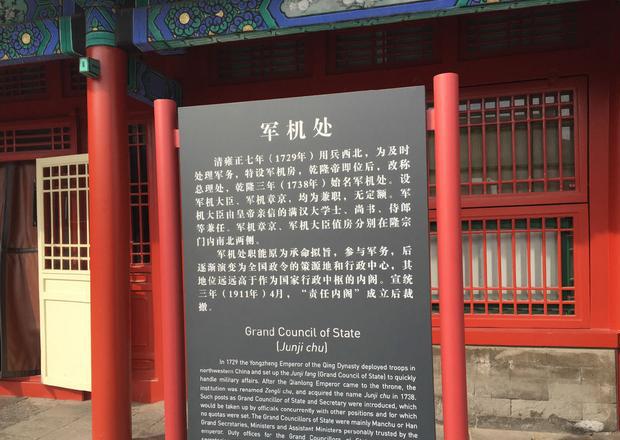 军机处
清雍正七年（1729年）用兵西北，为及时
处理军务，特设军机房，乾隆帝即位后，改称
总理处，乾隆三年（1738年）始名军机处。设
军机大臣、军机章京，均为兼职，无定额。军
机大臣由皇帝亲信的满汉大学士、尚书、侍郎
等兼任。军机章京、军机大臣值房分别在隆宗
门内南北两侧。
军机处职能原为承命拟旨，参与军务，后
逐渐演变为全国政令的策源地和行政中心，其
地位远远高于作为国家行政中枢的内阁。宣统
三年（1911年）4月，“责任内阁”成立后裁
撤。
Grand Council of State
(Junji chu)
In 1729 the Yongzheng Emperor of the Qing Dynasty deployed troops in
northwestern China and set up the Junji fang (Grand Council of State) to quickly
handle military affairs. After the Qianlong Emperor came to the throne, the
institution was renamed Zongli chu, and acquired the name Junji chu in 1738.
Such posts as Grand Councillor of State and Secretary were introduced, which
would be taken up by officials concurrently with other positions and for which
no quotas were set. The Grand Councillors of State were mainly Manchu or Han
Grand Secretaries, Ministers and Assistant Ministers personally trusted by the
emperor. Duty offices for the Grand Councillors of State